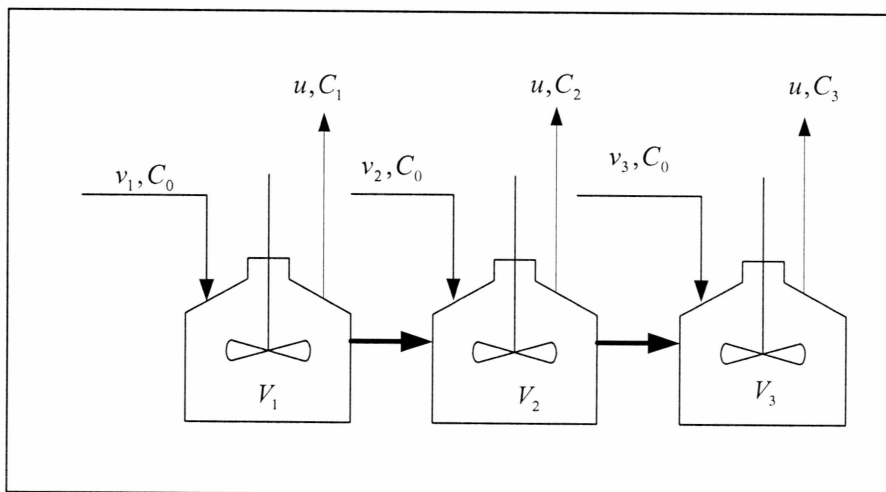 u, C₁
u, C₂
u, C₃
v₁, C₀
v₂, C₀
v₃, C₀
V₁
V₂
V₃